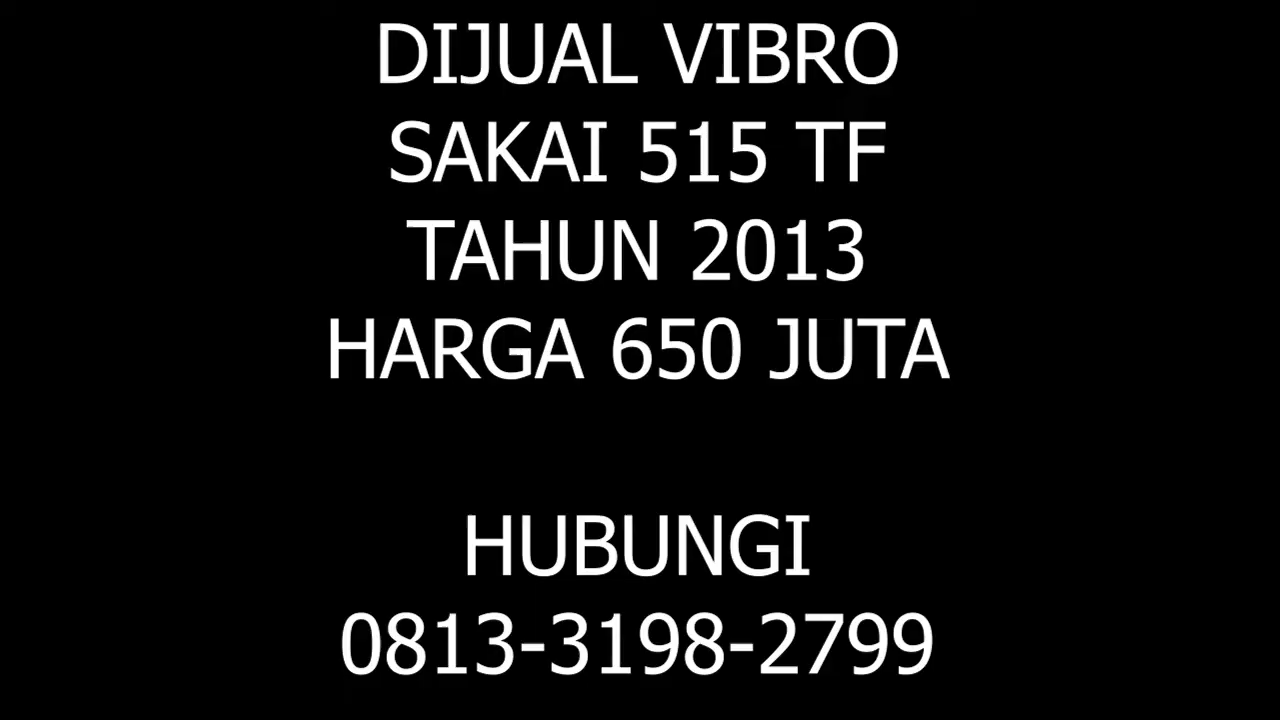 DIJUAL VIBRO
SAKAI 515 TF
TAHUN 2013
HARGA 650 JUTA
HUBUNGI
0813-3198-2799